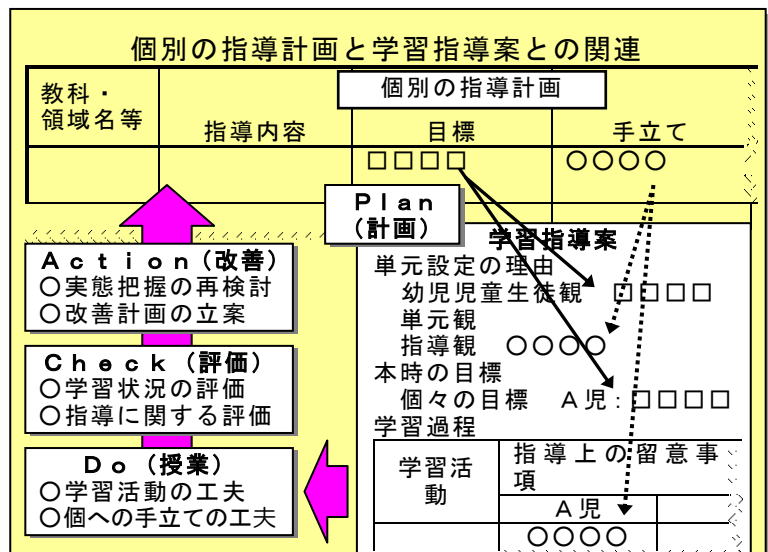 個別の指導計画と学習指導案との関連
個別の指導計画
教科・
領域名等
指導内容
目標
手立て
□□□□
○○○○
Plan
(計画)
Action(改善)
○実態把握の再検討
○改善計画の立案
Check(評価)
○学習状況の評価
○指導に関する評価
Do(授業)
○学習活動の工夫
○個への手立ての工夫
学習指導案
単元設定の理由
幼児児童生徒観 □□□□
単元観
指導観 ○○○○
本時の目標
個々の目標 A児:□□□□
学習過程
学習活
動
指導上の留意事
項
A児
○○○○